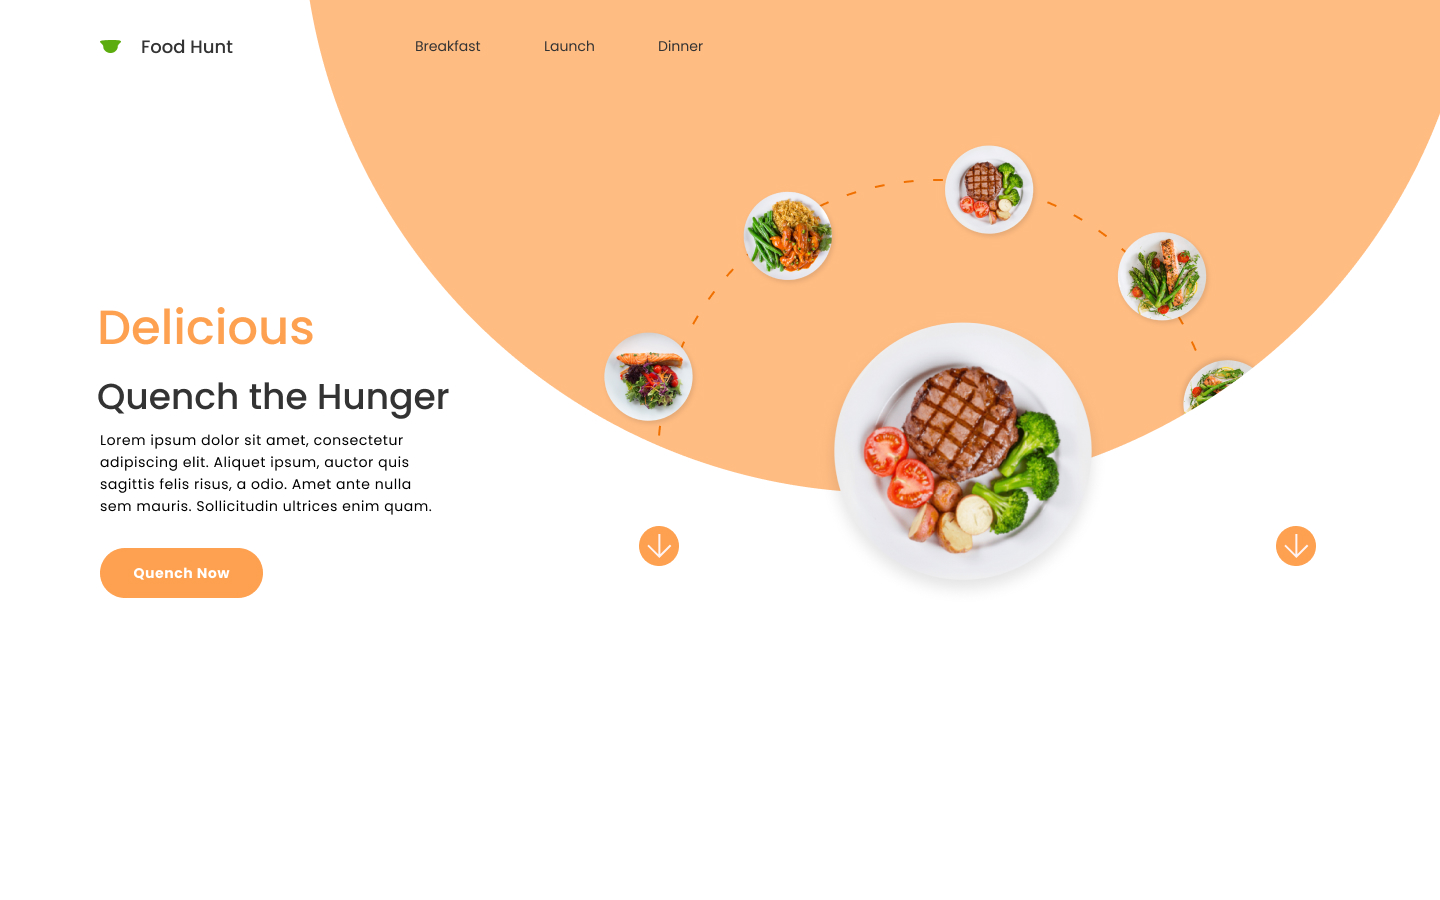 Food Hunt
Breakfast
Launch
Dinner
Delicious
Quench the Hunger
Lorem ipsum dolor sit amet, consectetur
adipiscing elit. Aliquet ipsum, auctor quis
sagittis felis risus, a odio. Amet ante nulla
sem mauris. Sollicitudin ultrices enim quam.
Quench Now